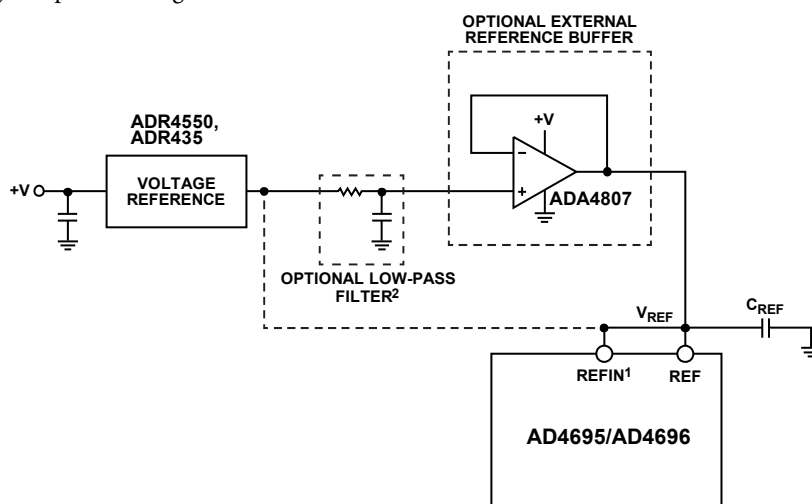 OPTIONAL EXTERNAL
REFERENCE BUFFER
ADR4550,
ADR435
+V
VOLTAGE
REFERENCE
+V
−
+
ADA4807
OPTIONAL LOW-PASS
FILTER2
VREF
CREF
REFIN1
REF
AD4695/AD4696